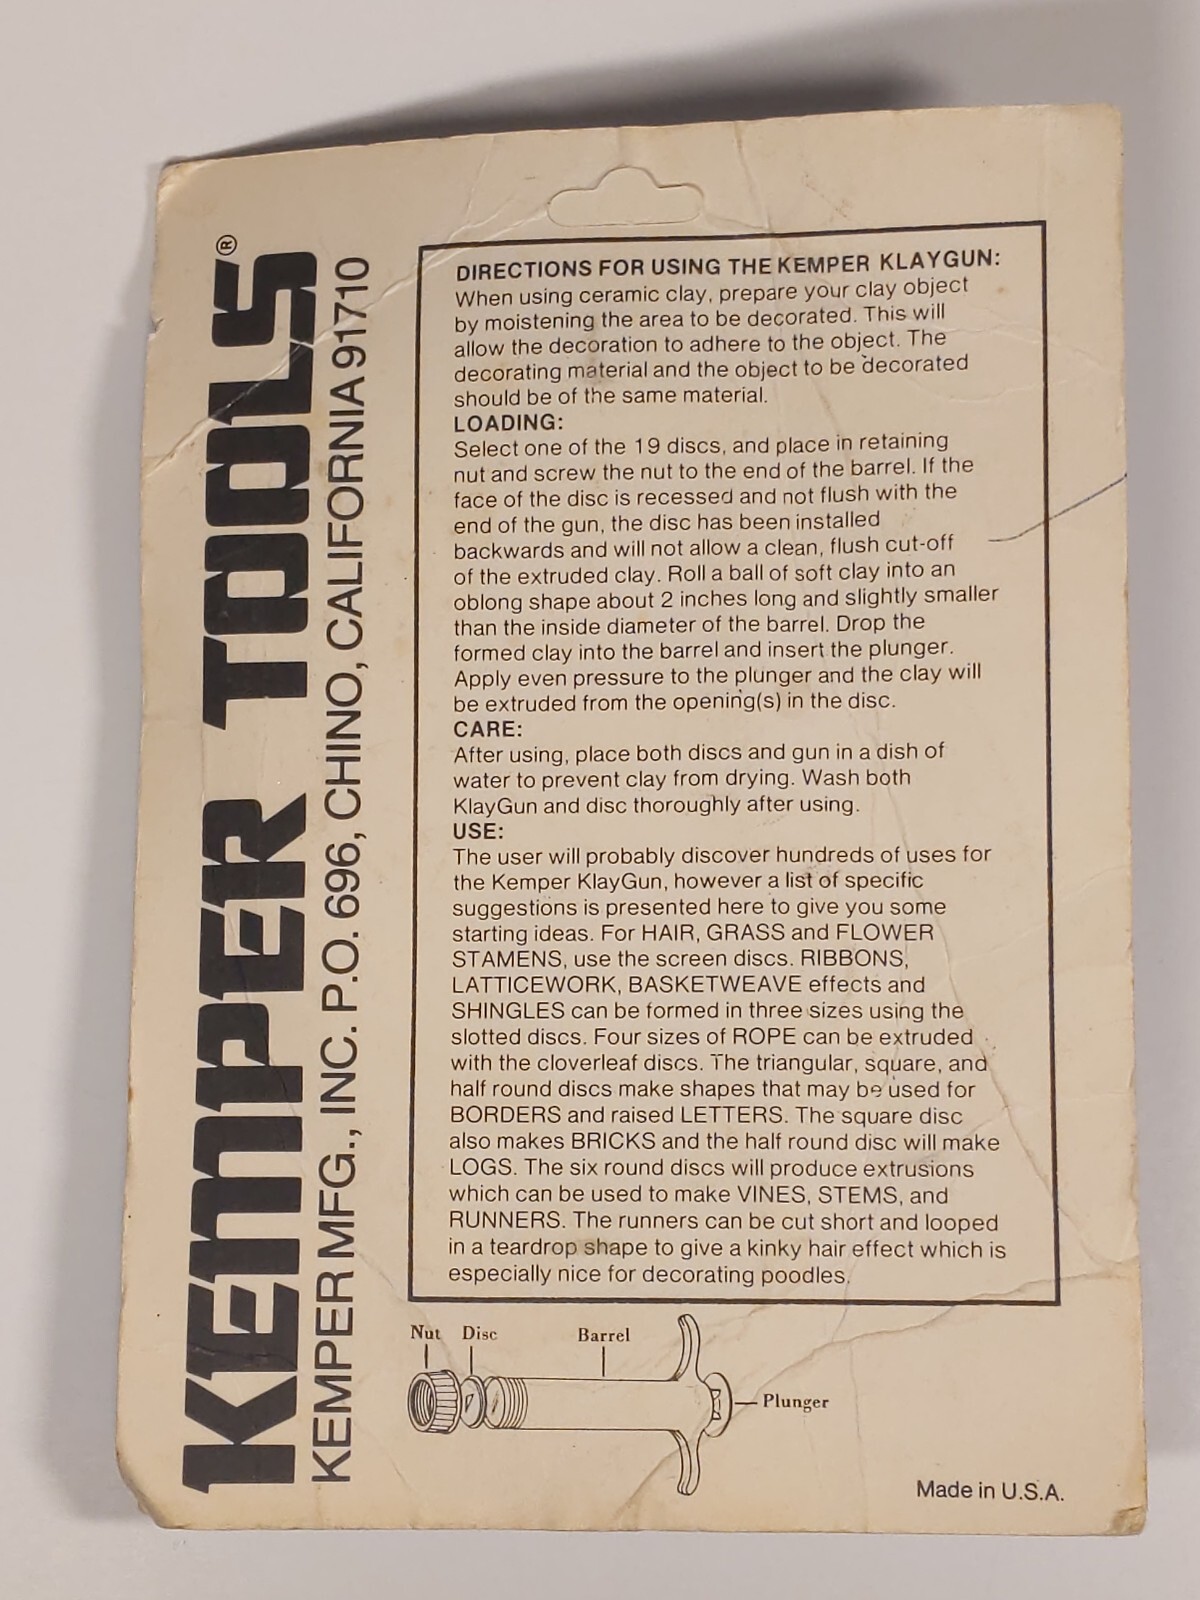 KEMPER TOOLS®
KEMPER MFG., INC. P.O. 696, CHINO, CALIFORNIA 91710
DIRECTIONS FOR USING THE KEMPER KLAYGUN:
When using ceramic clay, prepare your clay object
by moistening the area to be decorated. This will
allow the decoration to adhere to the object. The
decorating material and the object to be decorated
should be of the same material.
LOADING:
Select one of the 19 discs, and place in retaining
nut and screw the nut to the end of the barrel. If the
face of the disc is recessed and not flush with the
end of the gun, the disc has been installed
backwards and will not allow a clean, flush cut-off
of the extruded clay. Roll a ball of soft clay into an
oblong shape about 2 inches long and slightly smaller
than the inside diameter of the barrel. Drop the
formed clay into the barrel and insert the plunger.
Apply even pressure to the plunger and the clay will
be extruded from the opening(s) in the disc.
CARE:
After using, place both discs and gun in a dish of
water to prevent clay from drying. Wash both
KlayGun and disc thoroughly after using.
USE:
The user will probably discover hundreds of uses for
the Kemper KlayGun, however a list of specific
suggestions is presented here to give you some
starting ideas. For HAIR, GRASS and FLOWER
STAMENS, use the screen discs. RIBBONS,
LATTICEWORK, BASKETWEAVE effects and
SHINGLES can be formed in three sizes using the
slotted discs. Four sizes of ROPE can be extruded
with the cloverleaf discs. The triangular, square, and
half round discs make shapes that may be used for
BORDERS and raised LETTERS. The square disc
also makes BRICKS and the half round disc will make
LOGS. The six round discs will produce extrusions
which can be used to make VINES, STEMS, and
RUNNERS. The runners can be cut short and looped
in a teardrop shape to give a kinky hair effect which is
especially nice for decorating poodles.
Nut Disc Barrel
Plunger
Made in U.S.A.